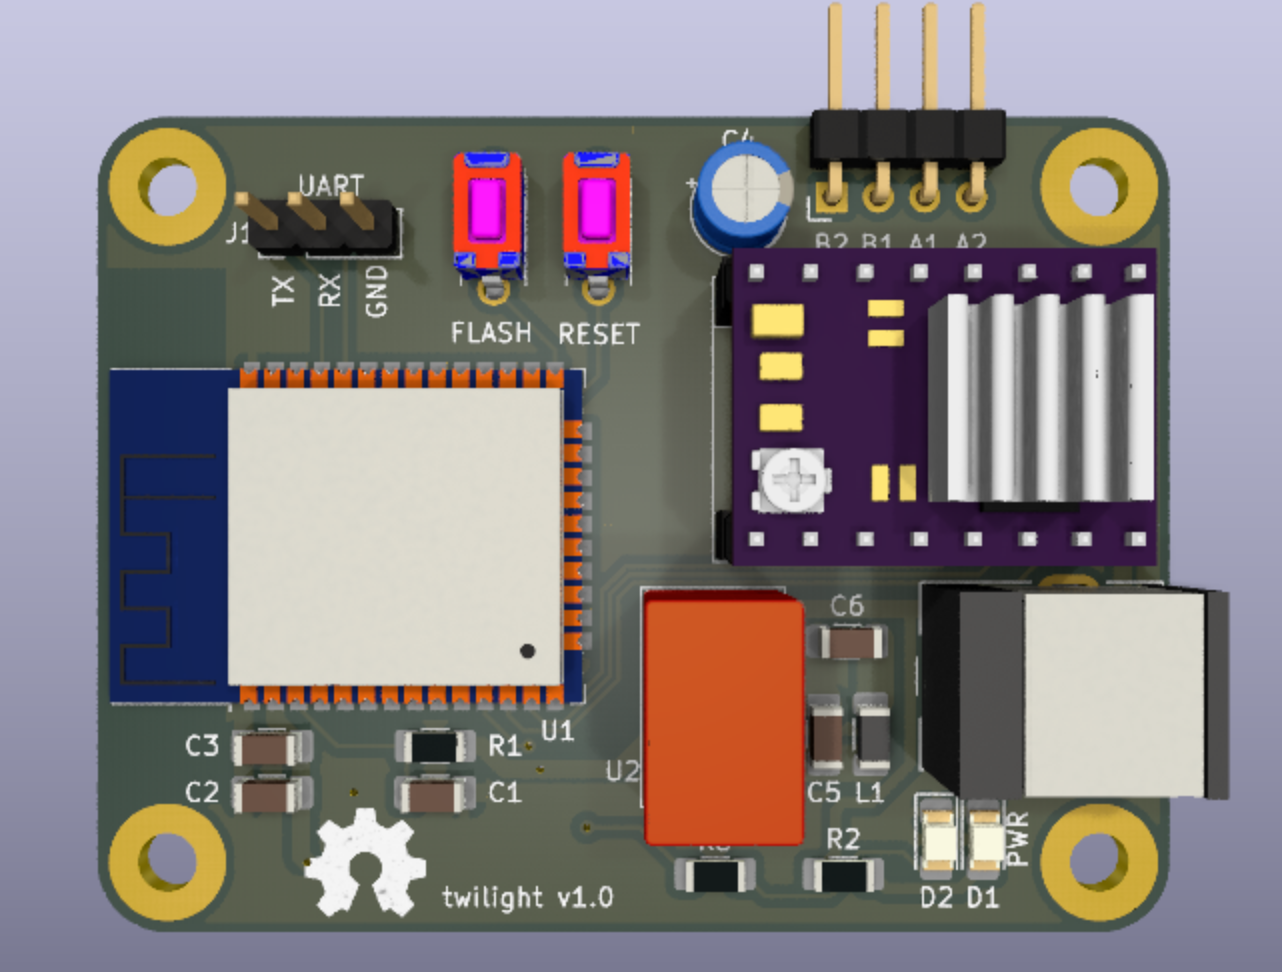 C4
UART
J1
B2 B1 A1 A2
TX
RX
GND
FLASH
RESET
C6
U1
C3
R1
U2
C2
C1
C5 L1
PWR
R2
twilight v1.0
D2 D1